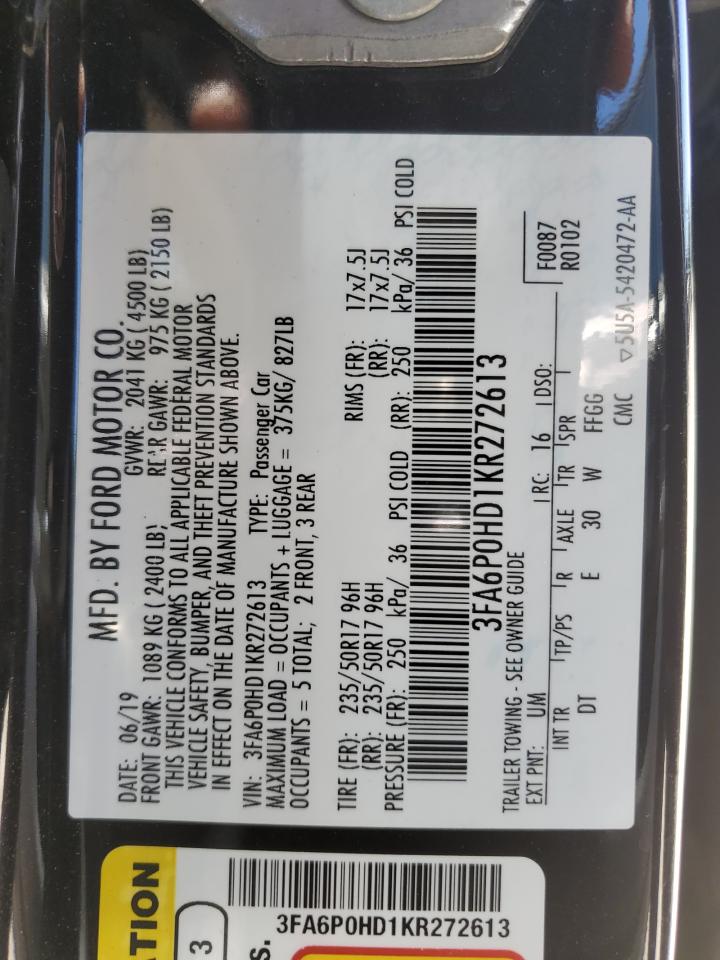 MFD. BY FORD MOTOR CO.
DATE: 06/19 GVWR: 2041 KG ( 4500 LB)
FRONT GAWR: 1089 KG ( 2400 LB) REAR GAWR: 975 KG ( 2150 LB)
THIS VEHICLE CONFORMS TO ALL APPLICABLE FEDERAL MOTOR
VEHICLE SAFETY, BUMPER, AND THEFT PREVENTION STANDARDS
IN EFFECT ON THE DATE OF MANUFACTURE SHOWN ABOVE.
VIN: 3FA6P0HD1KR272613 TYPE: Passenger Car
MAXIMUM LOAD = OCCUPANTS + LUGGAGE = 375KG/ 827LB
OCCUPANTS = 5 TOTAL; 2 FRONT, 3 REAR
TIRE (FR): 235/50R17 96H RIMS (FR): 17x7.5J
(RR): 235/50R17 96H (RR): 17x7.5J
PRESSURE (FR): 250 kPa/ 36 PSI COLD (RR): 250 kPa/ 36 PSI COLD
3FA6P0HD1KR272613
TRAILER TOWING - SEE OWNER GUIDE
F0087
EXT PNT: UM RC: 16 DSO: R0102
INT TR TP/PS R AXLE TR SPR
DT E 30 W FFGG
CMC ▽5U5A-5420472-AA
TION
3
S.
3FA6P0HD1KR272613